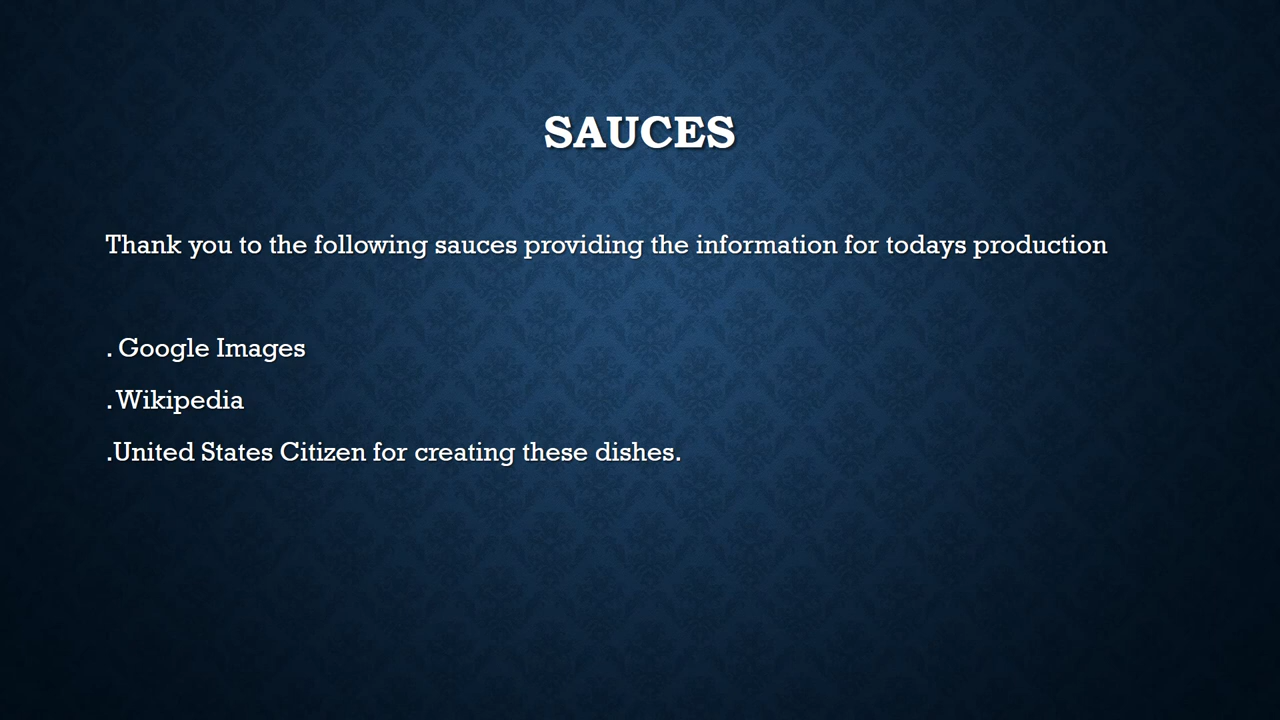 SAUCES
Thank you to the following sauces providing the information for todays production
. Google Images
. Wikipedia
.United States Citizen for creating these dishes.